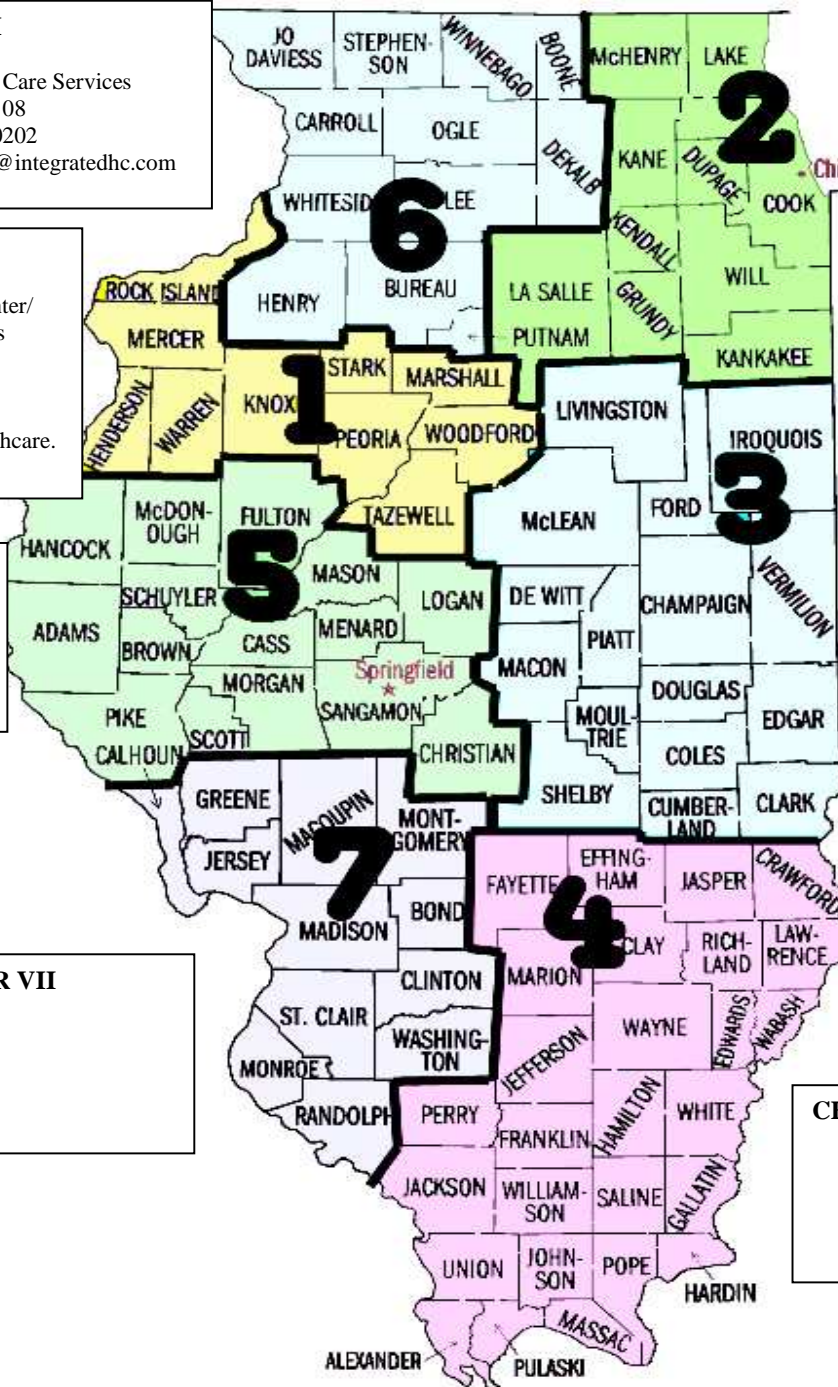 I
Care Services
08
0202
@integratedhc.com
ter/
s
hcare.
R VII
CH
JO
DAVIESS
STEPHEN-
SON
WINNEBAGO
BOONE
McHENRY
LAKE
2
CARROLL
OGLE
DEKALB
KANE
DUPAGE
Chi
COOK
WHITESID
LEE
6
KENDALL
WILL
ROCK ISLAND
HENRY
BUREAU
LA SALLE
GRUNDY
PUTNAM
KANKAKEE
MERCER
STARK
MARSHALL
1
HENDERSON
WARREN
KNOX
PEORIA
WOODFORD
LIVINGSTON
IROQUOIS
3
TAZEWELL
McLEAN
FORD
HANCOCK
McDON-
OUGH
FULTON
5
MASON
LOGAN
DE WITT
CHAMPAIGN
VERMILION
SCHUYLER
ADAMS
BROWN
CASS
MENARD
PIATT
MACON
Springfield
MORGAN
SANGAMON
DOUGLAS
MOUL-
TRIE
EDGAR
PIKE
SCOTT
CALHOUN
CHRISTIAN
COLES
SHELBY
CUMBER-
LAND
CLARK
GREENE
MACOUPIN
MONT-
GOMERY
JERSEY
7
FAYETTE
EFFING-
HAM
JASPER
CRAWFORD
4
MADISON
BOND
CLAY
RICH-
LAND
LAW-
RENCE
MARION
CLINTON
ST. CLAIR
WASHING-
TON
WAYNE
EDWARDS
WABASH
JEFFERSON
MONROE
RANDOLPH
PERRY
HAMILTON
WHITE
FRANKLIN
JACKSON
WILLIAM-
SON
SALINE
GALLATIN
UNION
JOHN-
SON
POPE
HARDIN
MASSAC
ALEXANDER
PULASKI